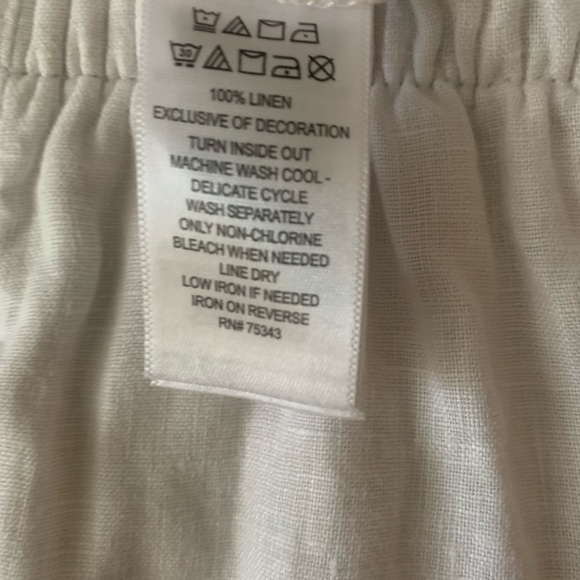 30
100% LINEN
EXCLUSIVE OF DECORATION
TURN INSIDE OUT
MACHINE WASH COOL -
DELICATE CYCLE
WASH SEPARATELY
ONLY NON-CHLORINE
BLEACH WHEN NEEDED
LINE DRY
LOW IRON IF NEEDED
IRON ON REVERSE
RN# 75343